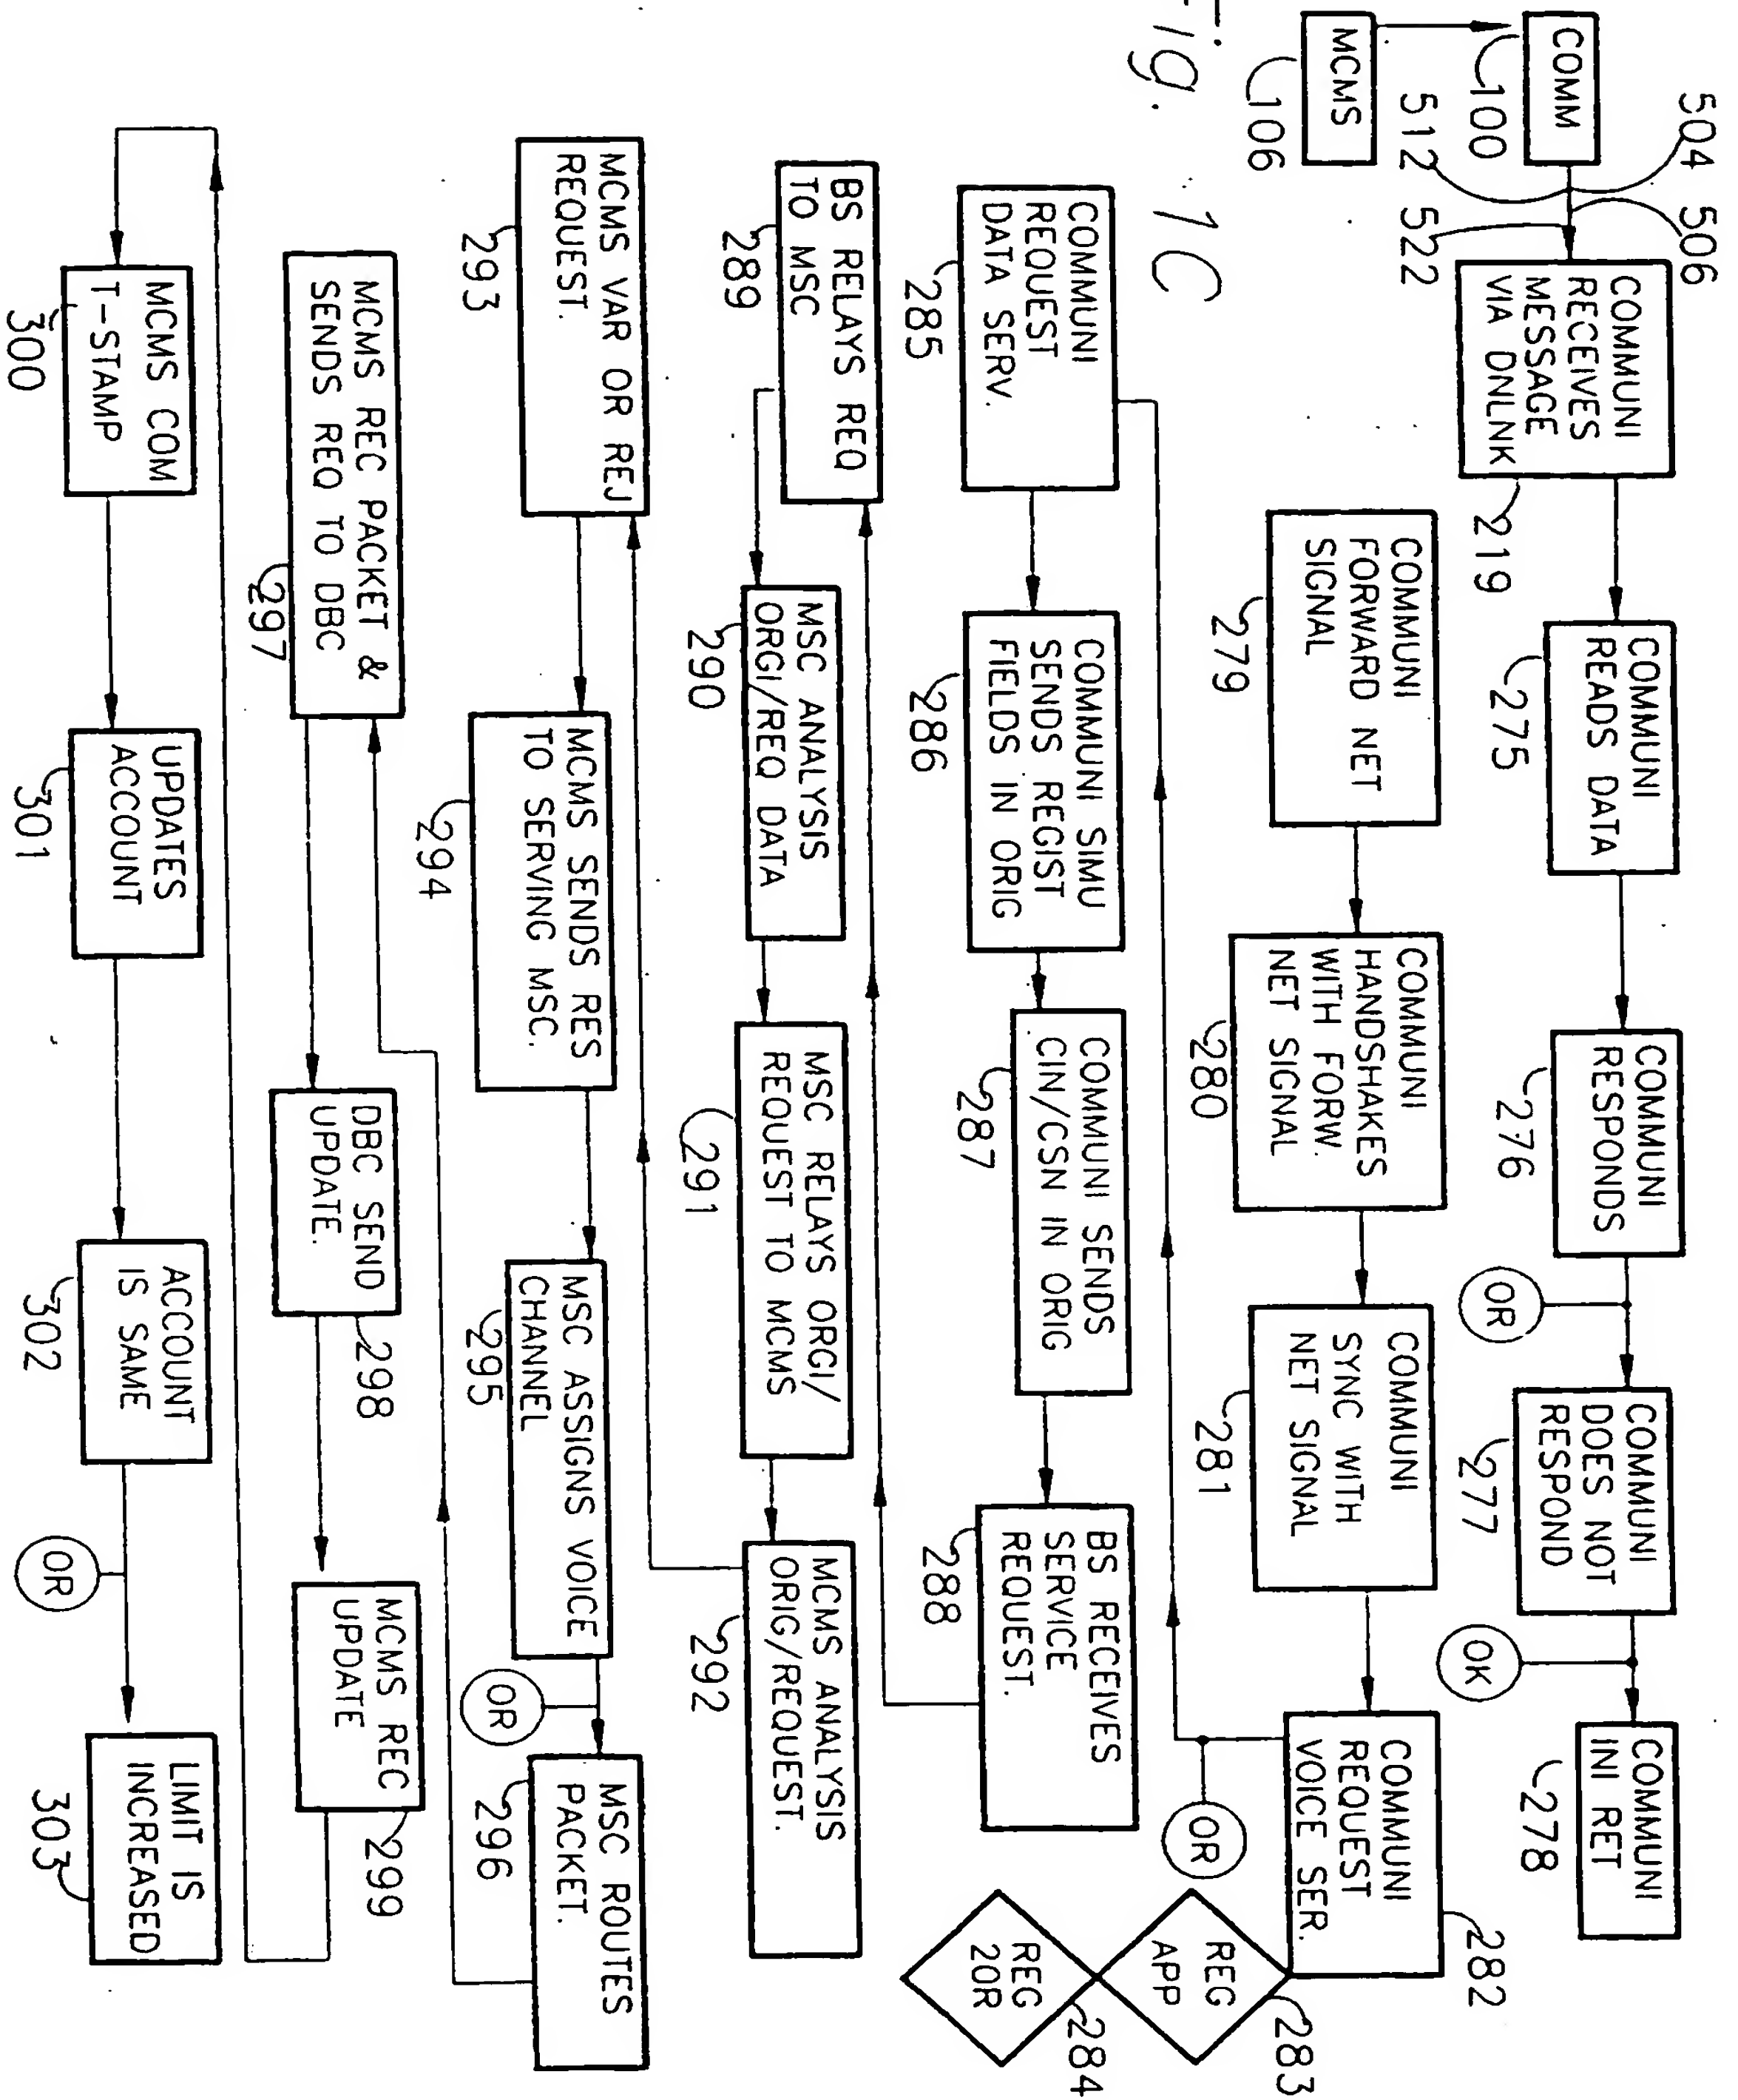 Fig. 1C
COMM
100
MCMS
106
504
506
512
522
COMMUNI
RECEIVES
MESSAGE
VIA DNLNK
219
COMMUNI
READS DATA
275
COMMUNI
RESPONDS
276
OR
COMMUNI
DOES NOT
RESPOND
277
OK
COMMUNI
INI RET
278
COMMUNI
FORWARD NET
SIGNAL
279
COMMUNI
HANDSHAKES
WITH FORW.
NET SIGNAL
280
COMMUNI
SYNC WITH
NET SIGNAL
281
COMMUNI
REQUEST
VOICE SER.
282
OR
REG
APP
283
REG
20R
284
COMMUNI
REQUEST
DATA SERV.
285
COMMUNI SIMU
SENDS REGIST
FIELDS IN ORIG
286
COMMUNI SENDS
CIN/CSN IN ORIG
287
BS RECEIVES
SERVICE
REQUEST.
288
BS RELAYS REQ
TO MSC
289
MSC ANALYSIS
ORGI/REQ DATA
290
MSC RELAYS ORGI/
REQUEST TO MCMS
291
MCMS ANALYSIS
ORIG/REQUEST.
292
MCMS VAR OR REJ
REQUEST.
293
MCMS SENDS RES
TO SERVING MSC.
294
MSC ASSIGNS VOICE
CHANNEL
295
OR
MSC ROUTES
PACKET.
296
MCMS REC PACKET &
SENDS REQ TO DBC
297
DBC SEND
UPDATE.
298
MCMS REC
UPDATE
299
MCMS COM
T-STAMP
300
UPDATES
ACCOUNT
301
ACCOUNT
IS SAME
302
OR
LIMIT IS
INCREASED
303